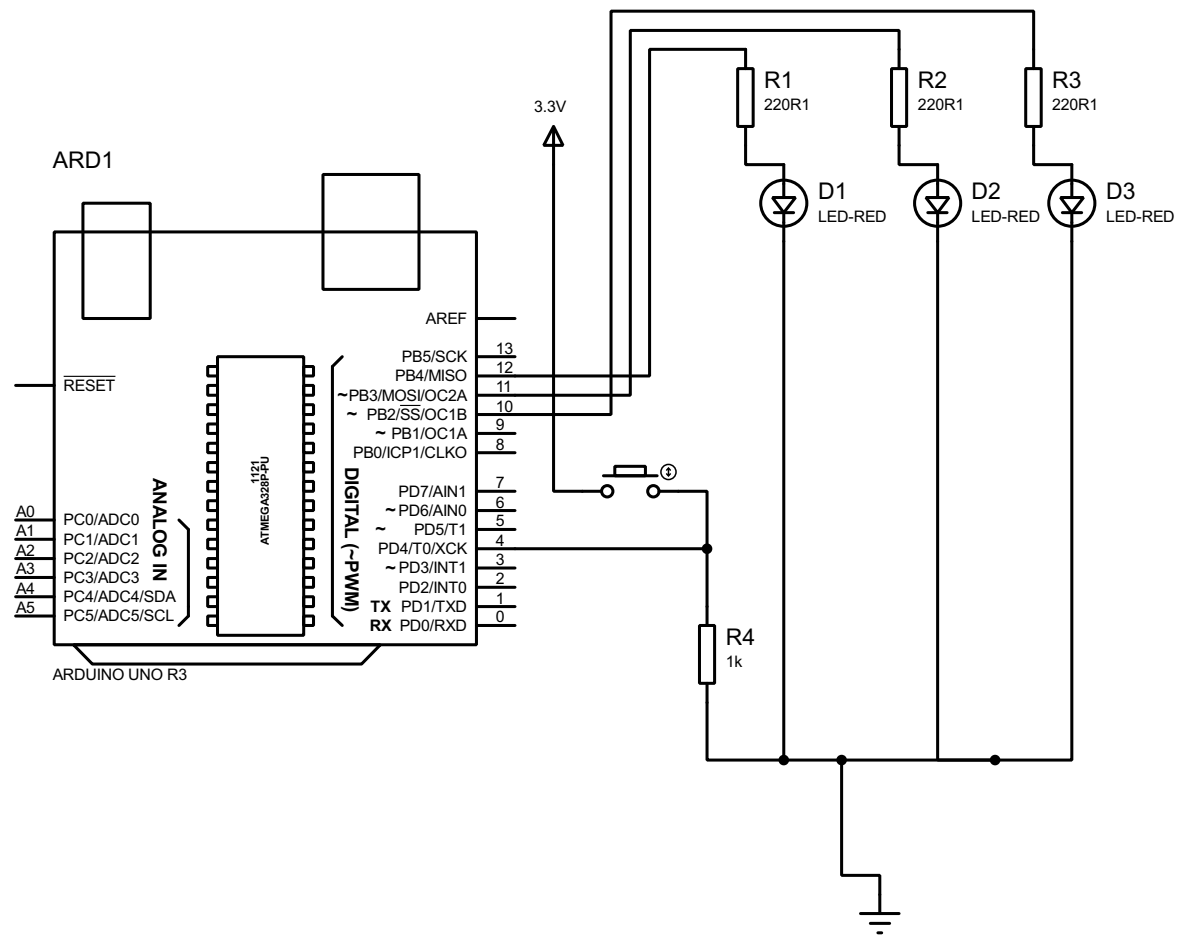 R1
220R1
R2
220R1
R3
220R1
3.3V
ARD1
D1
LED-RED
D2
LED-RED
D3
LED-RED
AREF
PB5/SCK 13
RESET
PB4/MISO 12
~PB3/MOSI/OC2A 11
~ PB2/SS/OC1B 10
~ PB1/OC1A 9
PB0/ICP1/CLKO 8
1121
ATMEGA328P-PU
DIGITAL (~PWM)
ANALOG IN
PD7/AIN1 7
~PD6/AIN0 6
~ PD5/T1 5
PD4/T0/XCK 4
~PD3/INT1 3
PD2/INT0 2
TX PD1/TXD 1
RX PD0/RXD 0
A0 PC0/ADC0
A1 PC1/ADC1
A2 PC2/ADC2
A3 PC3/ADC3
A4 PC4/ADC4/SDA
A5 PC5/ADC5/SCL
R4
1k
ARDUINO UNO R3